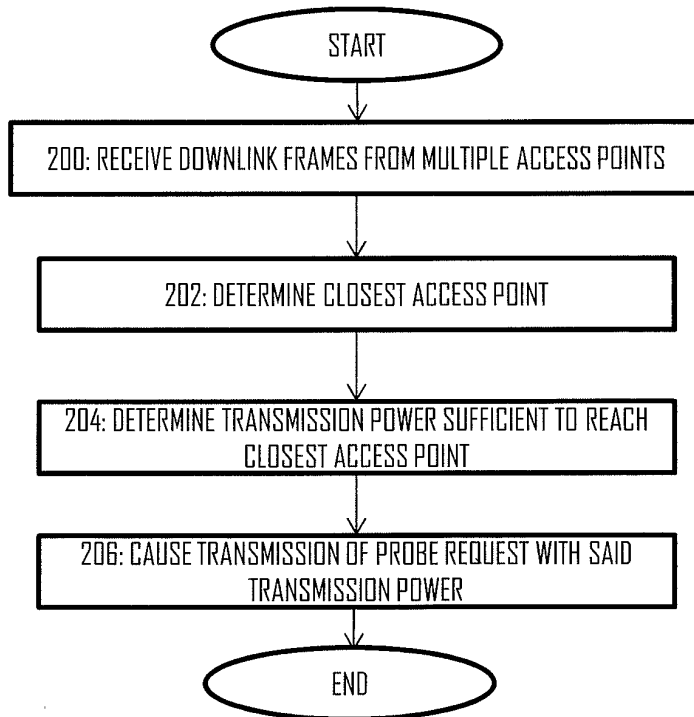 START
200: RECEIVE DOWNLINK FRAMES FROM MULTIPLE ACCESS POINTS
202: DETERMINE CLOSEST ACCESS POINT
204: DETERMINE TRANSMISSION POWER SUFFICIENT TO REACH
CLOSEST ACCESS POINT
206: CAUSE TRANSMISSION OF PROBE REQUEST WITH SAID
TRANSMISSION POWER
END